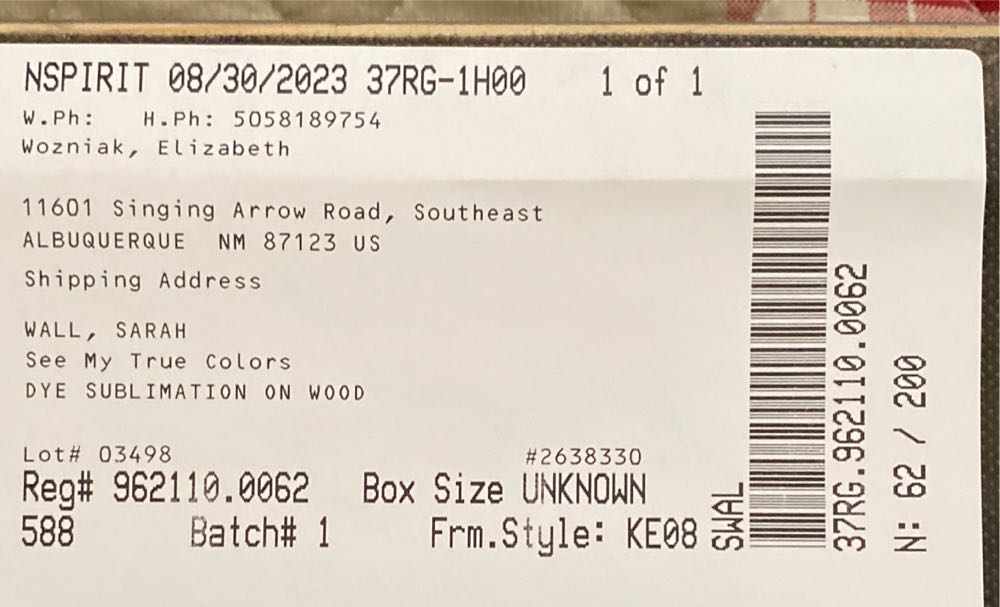 NSPIRIT 08/30/2023 37RG-1H00 1 of 1
W.Ph: H.Ph: 5058189754
Wozniak, Elizabeth
11601 Singing Arrow Road, Southeast
ALBUQUERQUE NM 87123 US
Shipping Address
WALL, SARAH
See My True Colors
DYE SUBLIMATION ON WOOD
Lot# 03498 #2638330
Reg# 962110.0062 Box Size UNKNOWN
588 Batch# 1 Frm.Style: KE08
SWAL
37RG.962110.0062
N: 62 / 200